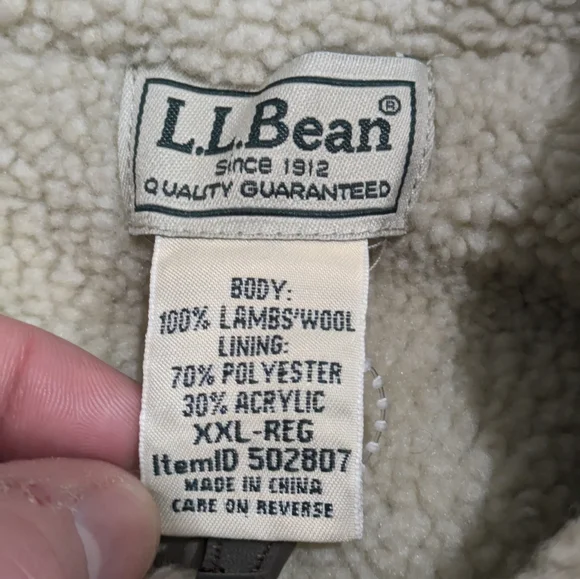 L.L.Bean®
Since 1912
QUALITY GUARANTEED
BODY:
100% LAMBS'WOOL
LINING:
70% POLYESTER
30% ACRYLIC
XXL-REG
ItemID 502807
MADE IN CHINA
CARE ON REVERSE